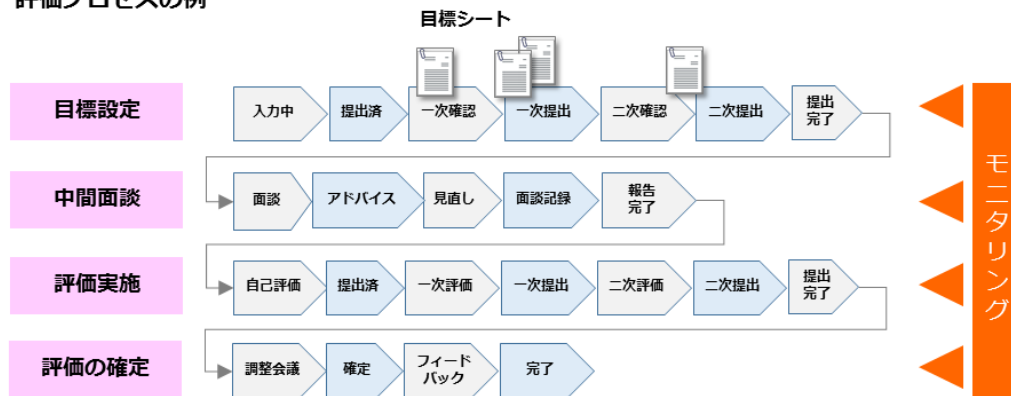 評価プロセスの例
目標シート
目標設定
入力中
提出済
一次確認
一次提出
二次確認
二次提出
提出
完了
中間面談
面談
アドバイス
見直し
面談記録
報告
完了
評価実施
自己評価
提出済
一次評価
一次提出
二次評価
二次提出
提出
完了
評価の確定
調整会議
確定
フィード
バック
完了
モニタリング